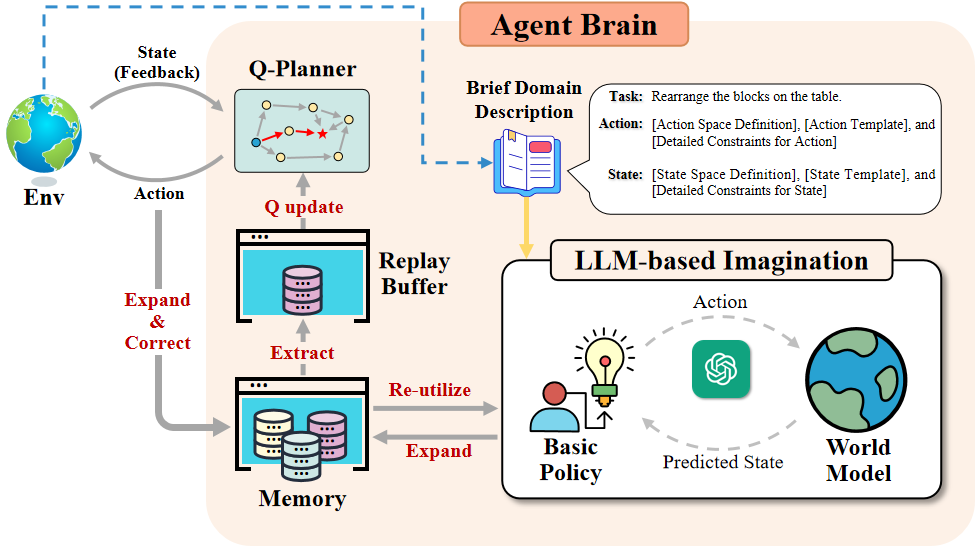 Agent Brain
State
(Feedback)
Q-Planner
Env
Action
Brief Domain
Description
Task: Rearrange the blocks on the table.
Action: [Action Space Definition], [Action Template], and
[Detailed Constraints for Action]
State: [State Space Definition], [State Template], and
[Detailed Constraints for State]
Q update
Replay
Buffer
Expand
&
Correct
Extract
Memory
Re-utilize
Expand
LLM-based Imagination
Action
Basic
Policy
Predicted State
World
Model